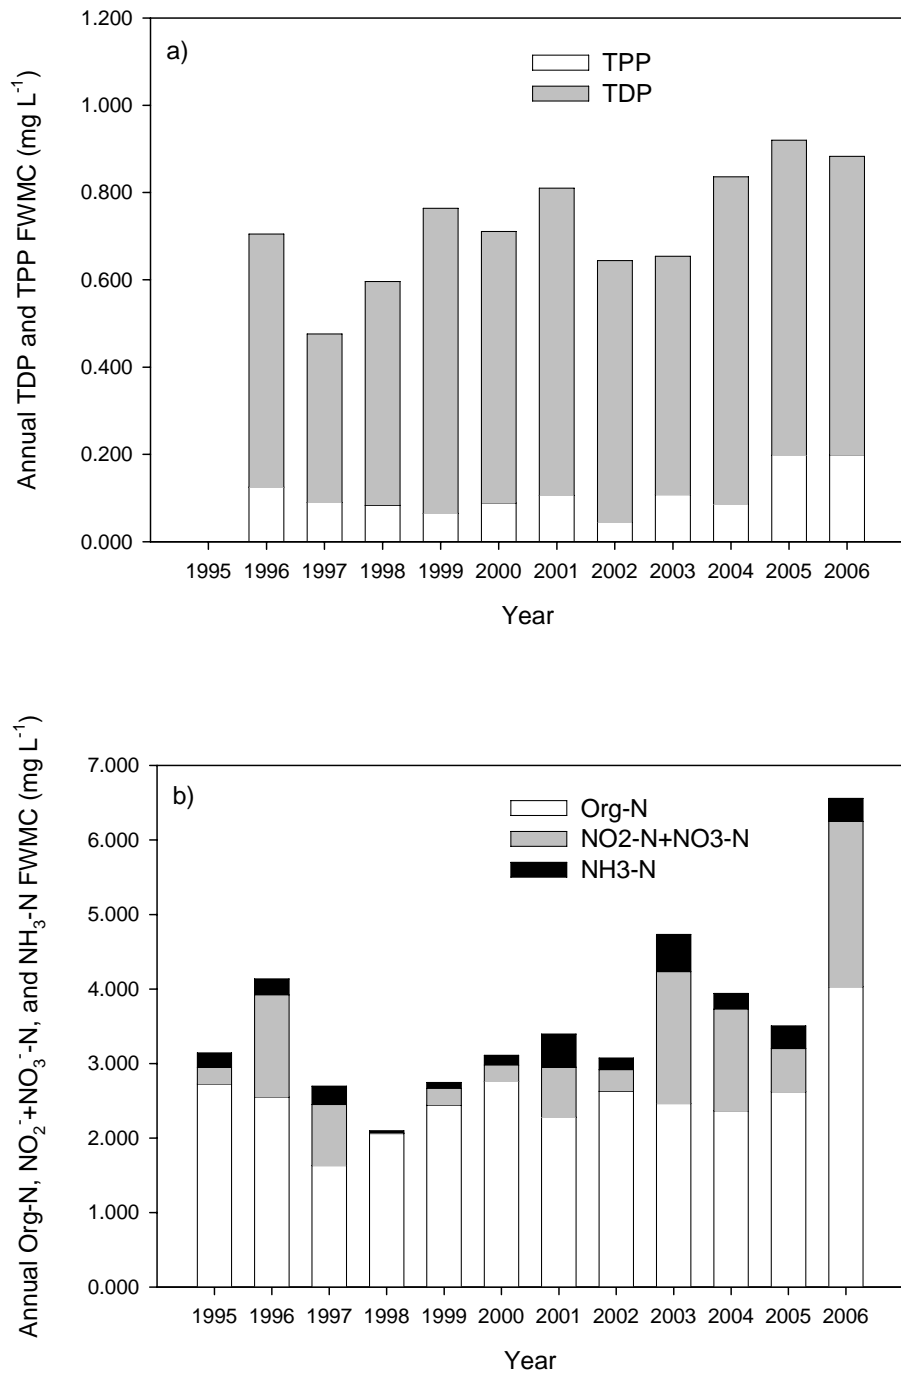 Annual TDP and TPP FWMC (mg L⁻¹)
1.200
1.000
0.800
0.600
0.400
0.200
0.000
a)
TPP
TDP
1995 1996 1997 1998 1999 2000 2001 2002 2003 2004 2005 2006
Year
Annual Org-N, NO₂⁻+NO₃⁻-N, and NH₃-N FWMC (mg L⁻¹)
7.000
6.000
5.000
4.000
3.000
2.000
1.000
0.000
b)
Org-N
NO2-N+NO3-N
NH3-N
1995 1996 1997 1998 1999 2000 2001 2002 2003 2004 2005 2006
Year